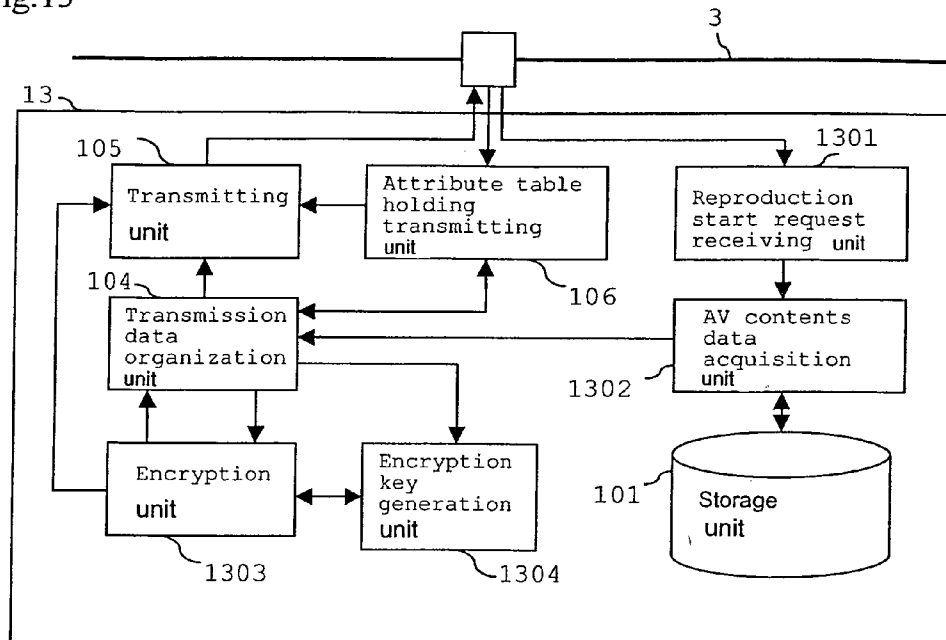 Fig.13
3
13
105
Transmitting
unit
Attribute table
holding
transmitting
unit
106
1301
Reproduction
start request
receiving unit
104
Transmission
data
organization
unit
AV contents
data
acquisition
unit
1302
Encryption
unit
1303
Encryption
key
generation
unit
1304
101
Storage
unit